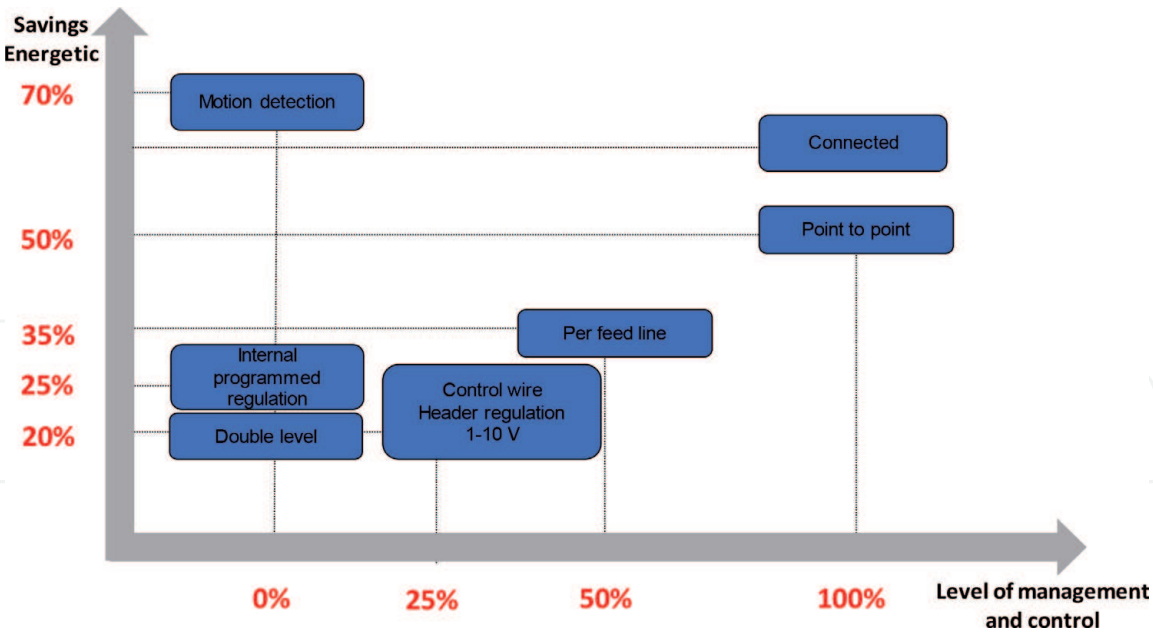 Savings
Energetic
70%
Motion detection
Connected
50%
Point to point
35%
Per feed line
Internal
programmed
regulation
25%
Control wire
Header regulation
1-10 V
20%
Double level
0%
25%
50%
100%
Level of management
and control